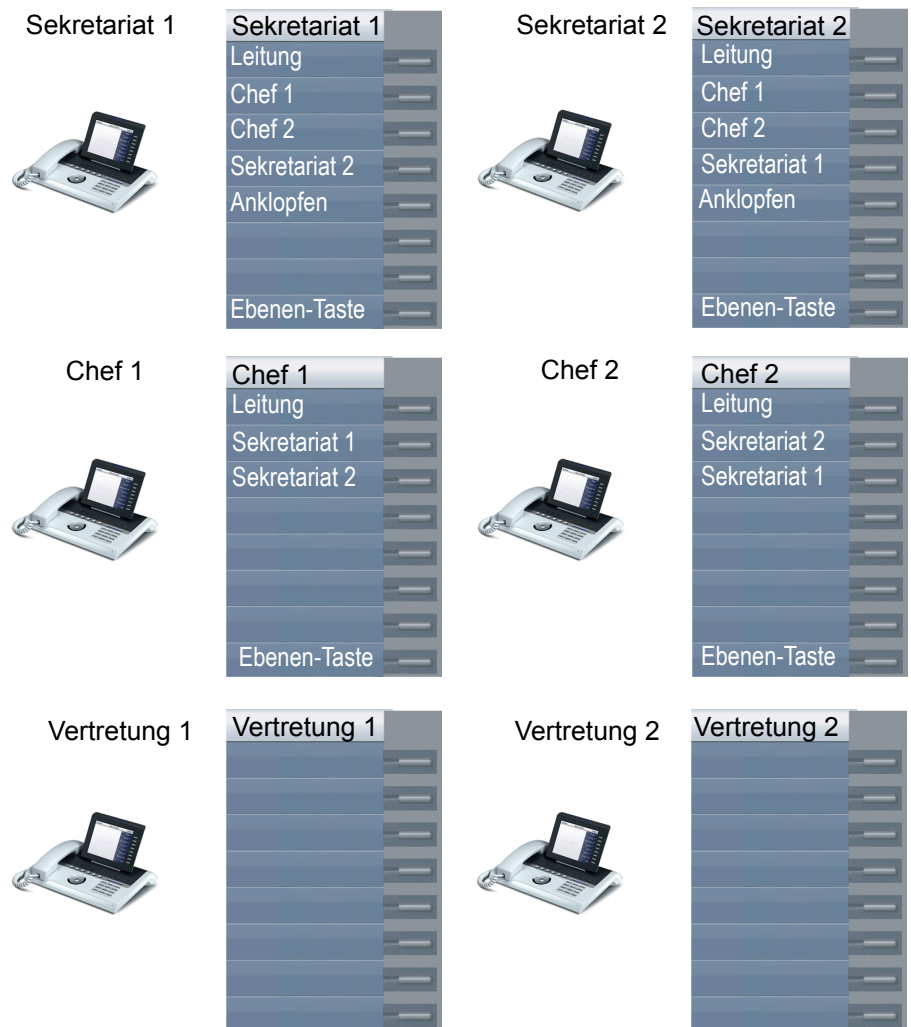 Sekretariat 1
Sekretariat 1
Leitung
Chef 1
Chef 2
Sekretariat 2
Anklopfen
Ebenen-Taste
Sekretariat 2
Sekretariat 2
Leitung
Chef 1
Chef 2
Sekretariat 1
Anklopfen
Ebenen-Taste
Chef 1
Chef 1
Leitung
Sekretariat 1
Sekretariat 2
Ebenen-Taste
Chef 2
Chef 2
Leitung
Sekretariat 2
Sekretariat 1
Ebenen-Taste
Vertretung 1
Vertretung 1
Vertretung 2
Vertretung 2